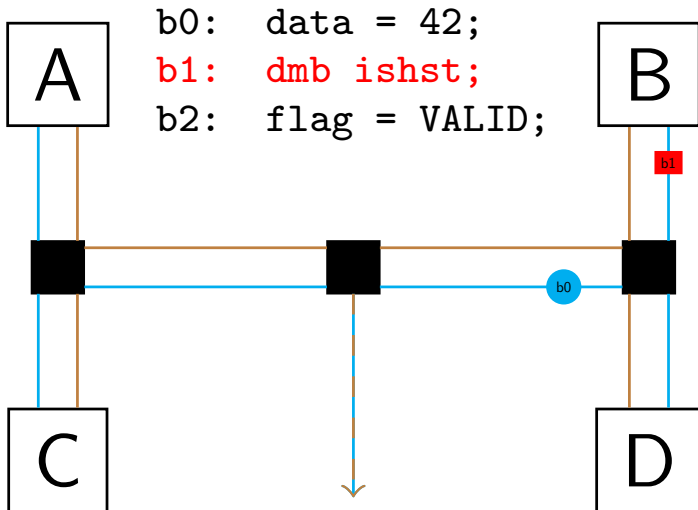 b0: data = 42;
b1: dmb ishst;
b2: flag = VALID;
A
B
b1
b0
C
D